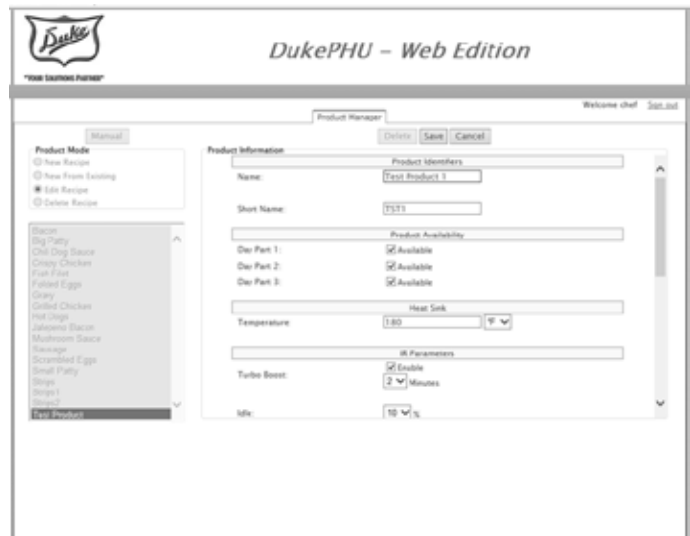 Duke
"YOUR SOLUTIONS PARTNER"
DukePHU – Web Edition
Welcome chef Sign out
Product Manager
Manual
Delete Save Cancel
Product Mode
New Recipe
New From Existing
Edit Recipe
Delete Recipe
Bacon
Big Patty
Chili Dog Sauce
Crispy Chicken
Fish Filet
Folded Eggs
Gravy
Grilled Chicken
Hot Dogs
Jalapeno Bacon
Mushroom Sauce
Sausage
Scrambled Eggs
Small Patty
Strips
Strips1
Strips2
Test Product
Product Information
Product Identifiers
Name: Test Product 1
Short Name: TST1
Product Availability
Day Part 1: Available
Day Part 2: Available
Day Part 3: Available
Heat Sink
Temperature 180 °F
IR Parameters
Turbo Boost: Enable
2 Minutes
Idle: 10 %